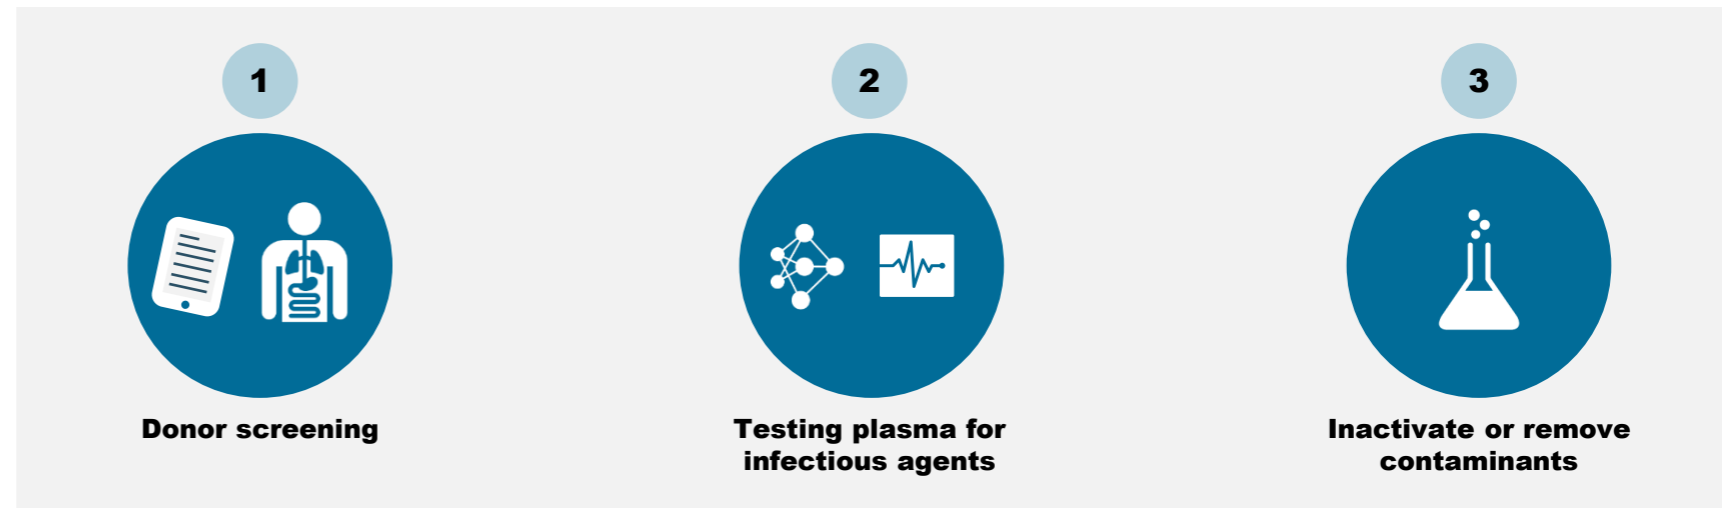 1
2
3
Donor screening
Testing plasma for
infectious agents
Inactivate or remove
contaminants